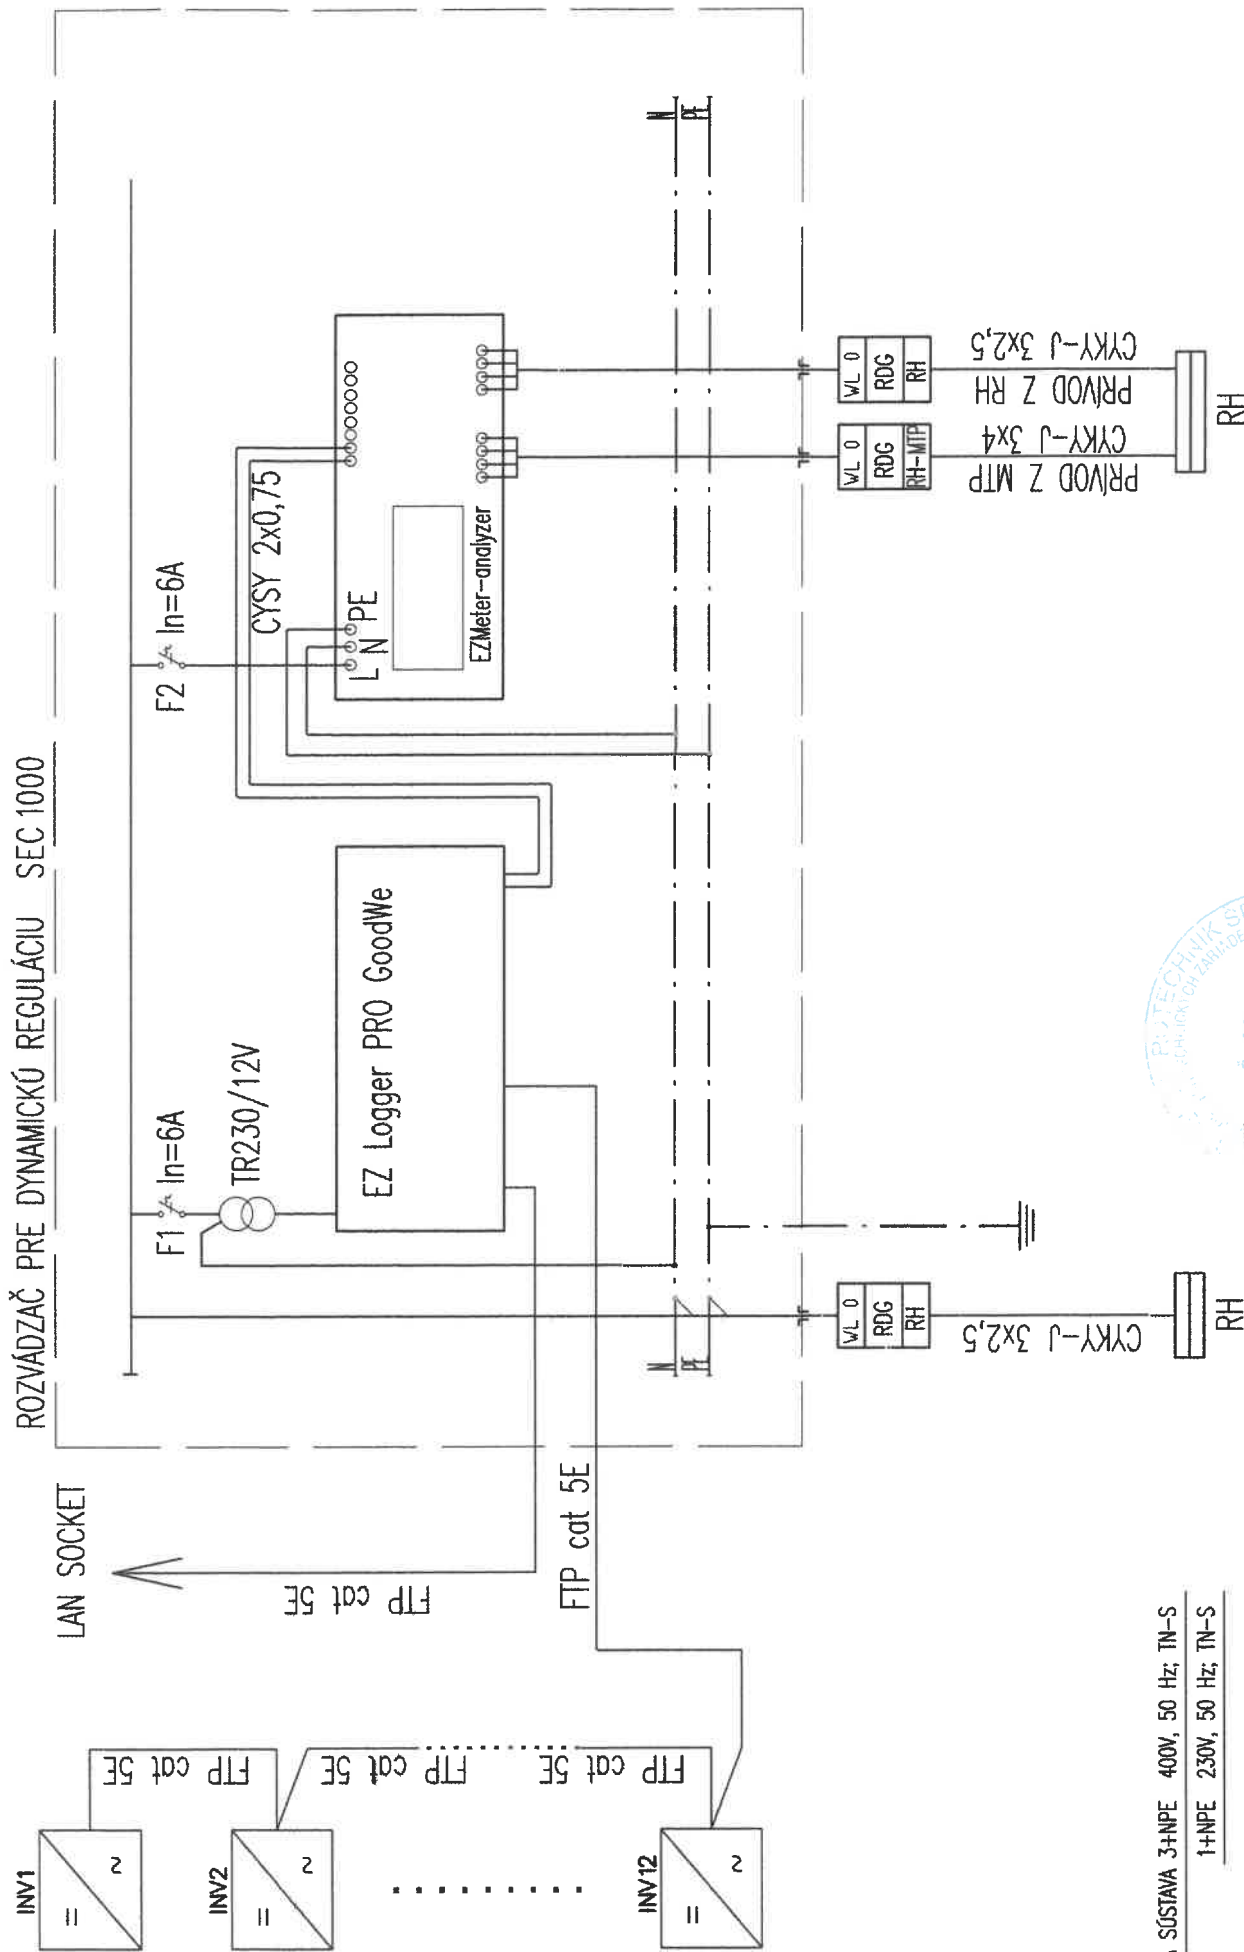 ROZVÁDZAČ PRE DYNAMICKÚ REGULÁCIU SEC 1000
LAN SOCKET
FTP cat 5E
FTP cat 5E
INV1
=
~
INV2
=
~
INV12
=
~
FTP cat 5E
FTP cat 5E
FTP cat 5E
F1
In=6A
TR230/12V
EZ Logger PRO GoodWe
F2
In=6A
CYSY 2x0,75
L
N
PE
EZMeter-analyzer
N
PE
N
PE
WL 0
RDG
RH
CYKY-J 3x2,5
RH
WL 0
RDG
RH-MTP
PRÍVOD Z MTP
CYKY-J 3x4
WL 0
RDG
RH
PRÍVOD Z RH
CYKY-J 3x2,5
RH
SÚSTAVA 3+NPE 400V, 50 Hz; TN-S
1+NPE 230V, 50 Hz; TN-S